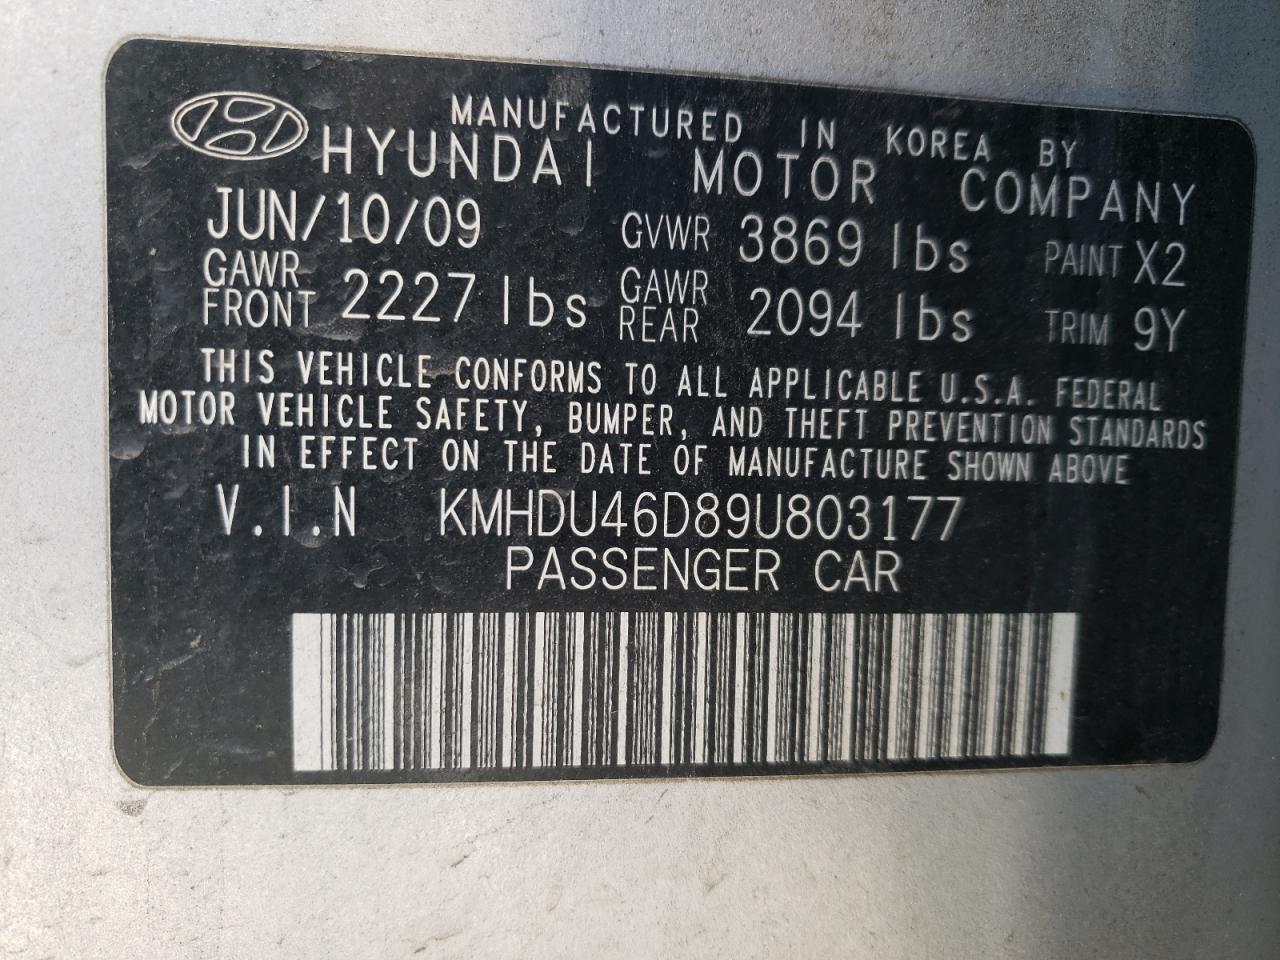 MANUFACTURED IN KOREA BY
HYUNDAI MOTOR COMPANY
JUN/10/09 GVWR 3869 lbs PAINT X2
GAWR FRONT 2227 lbs GAWR REAR 2094 lbs TRIM 9Y
THIS VEHICLE CONFORMS TO ALL APPLICABLE U.S.A. FEDERAL
MOTOR VEHICLE SAFETY, BUMPER, AND THEFT PREVENTION STANDARDS
IN EFFECT ON THE DATE OF MANUFACTURE SHOWN ABOVE
V.I.N KMHDU46D89U803177
PASSENGER CAR